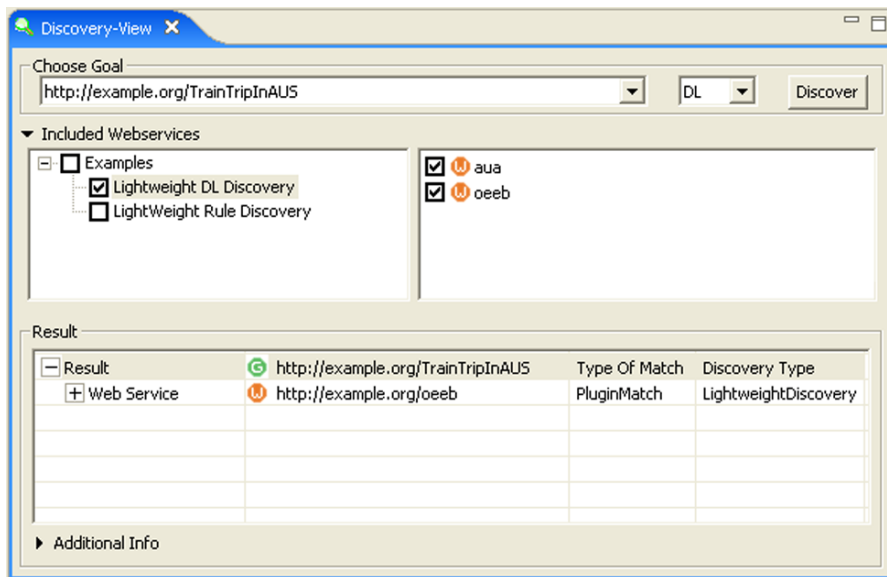 Discovery-View
Choose Goal
http://example.org/TrainTripInAUS DL Discover
Included Webservices
Examples
Lightweight DL Discovery
LightWeight Rule Discovery
W aua
W oeeb
Result
Result G http://example.org/TrainTripInAUS Type Of Match Discovery Type
Web Service W http://example.org/oeeb PluginMatch LightweightDiscovery
Additional Info